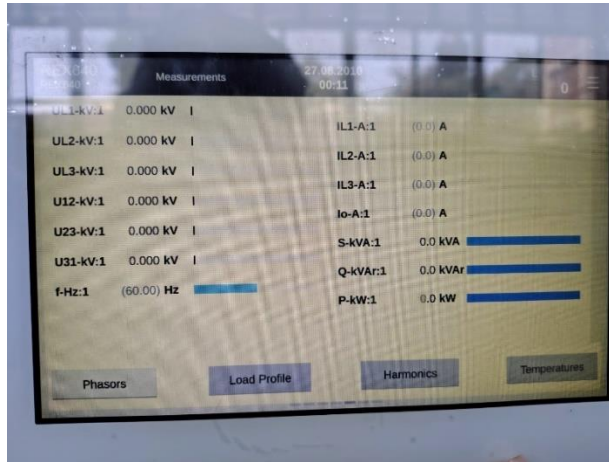 REX640
Measurements
27.08.2018
00:11
0
UL1-kV:1 0.000 kV
UL2-kV:1 0.000 kV
UL3-kV:1 0.000 kV
U12-kV:1 0.000 kV
U23-kV:1 0.000 kV
U31-kV:1 0.000 kV
f-Hz:1 (60.00) Hz
IL1-A:1 (0.0) A
IL2-A:1 (0.0) A
IL3-A:1 (0.0) A
Io-A:1 (0.0) A
S-kVA:1 0.0 kVA
Q-kVAr:1 0.0 kVAr
P-kW:1 0.0 kW
Phasors
Load Profile
Harmonics
Temperatures